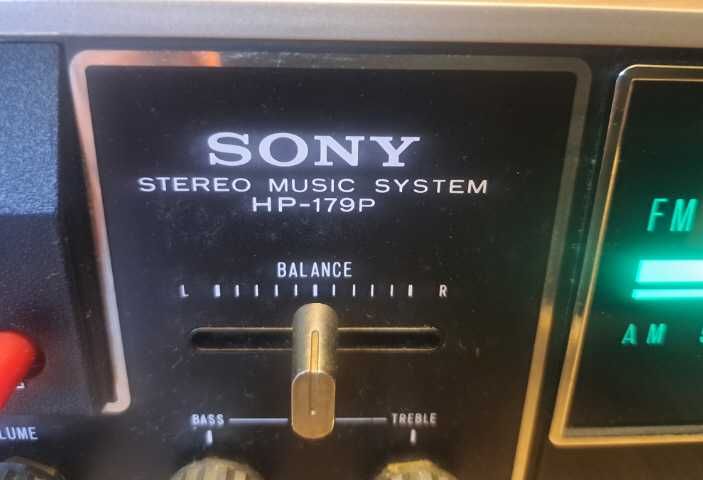 SONY
STEREO MUSIC SYSTEM
HP-179P
BALANCE
L R
BASS TREBLE
FM
AM